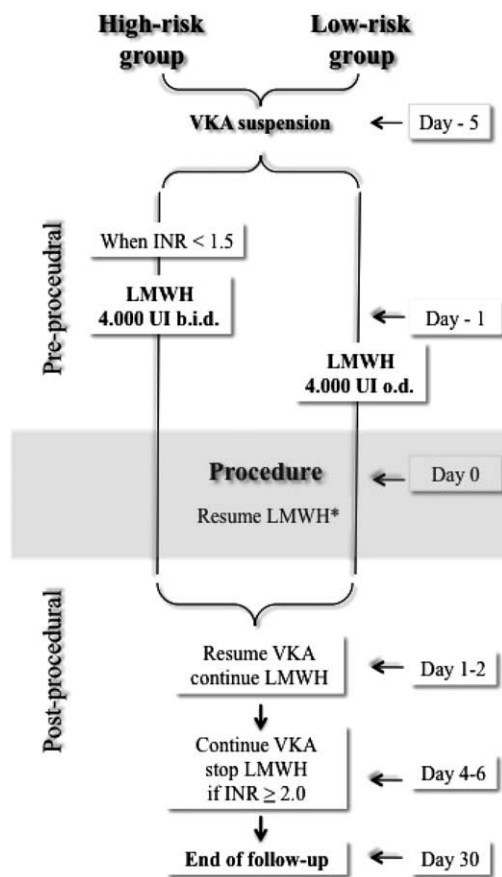 High-risk
group
Low-risk
group
VKA suspension
Day - 5
Pre-proceudral
When INR < 1.5
LMWH
4.000 UI b.i.d.
Day - 1
LMWH
4.000 UI o.d.
Procedure
Day 0
Resume LMWH*
Post-procedural
Resume VKA
continue LMWH
Day 1-2
Continue VKA
stop LMWH
if INR ≥ 2.0
Day 4-6
End of follow-up
Day 30